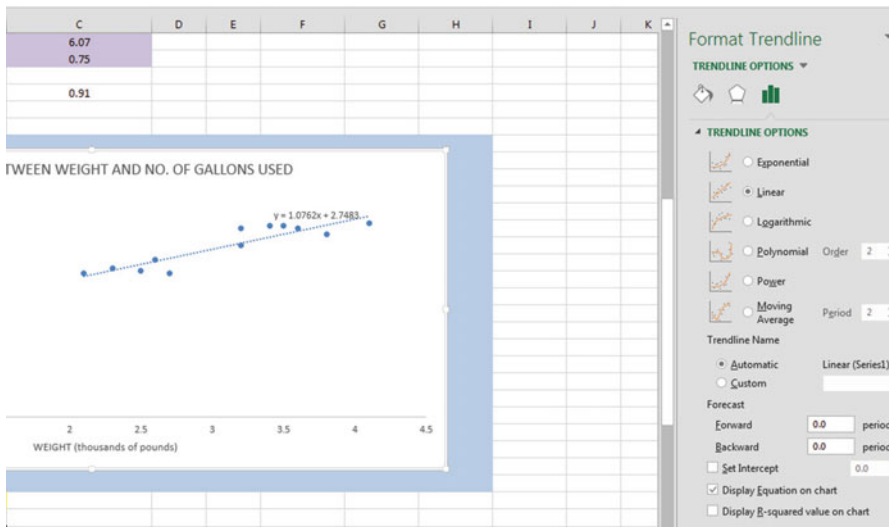 C D E F G H I J K
6.07
0.75
0.91
TWEEN WEIGHT AND NO. OF GALLONS USED
y = 1.0762x + 2.7483
2 2.5 3 3.5 4 4.5
WEIGHT (thousands of pounds)
Format Trendline
TRENDLINE OPTIONS
TRENDLINE OPTIONS
Exponential
Linear
Logarithmic
Polynomial Order 2
Power
Moving
Average Period 2
Trendline Name
Automatic Linear (Series1)
Custom
Forecast
Forward 0.0 period
Backward 0.0 period
Set Intercept 0.0
Display Equation on chart
Display R-squared value on chart